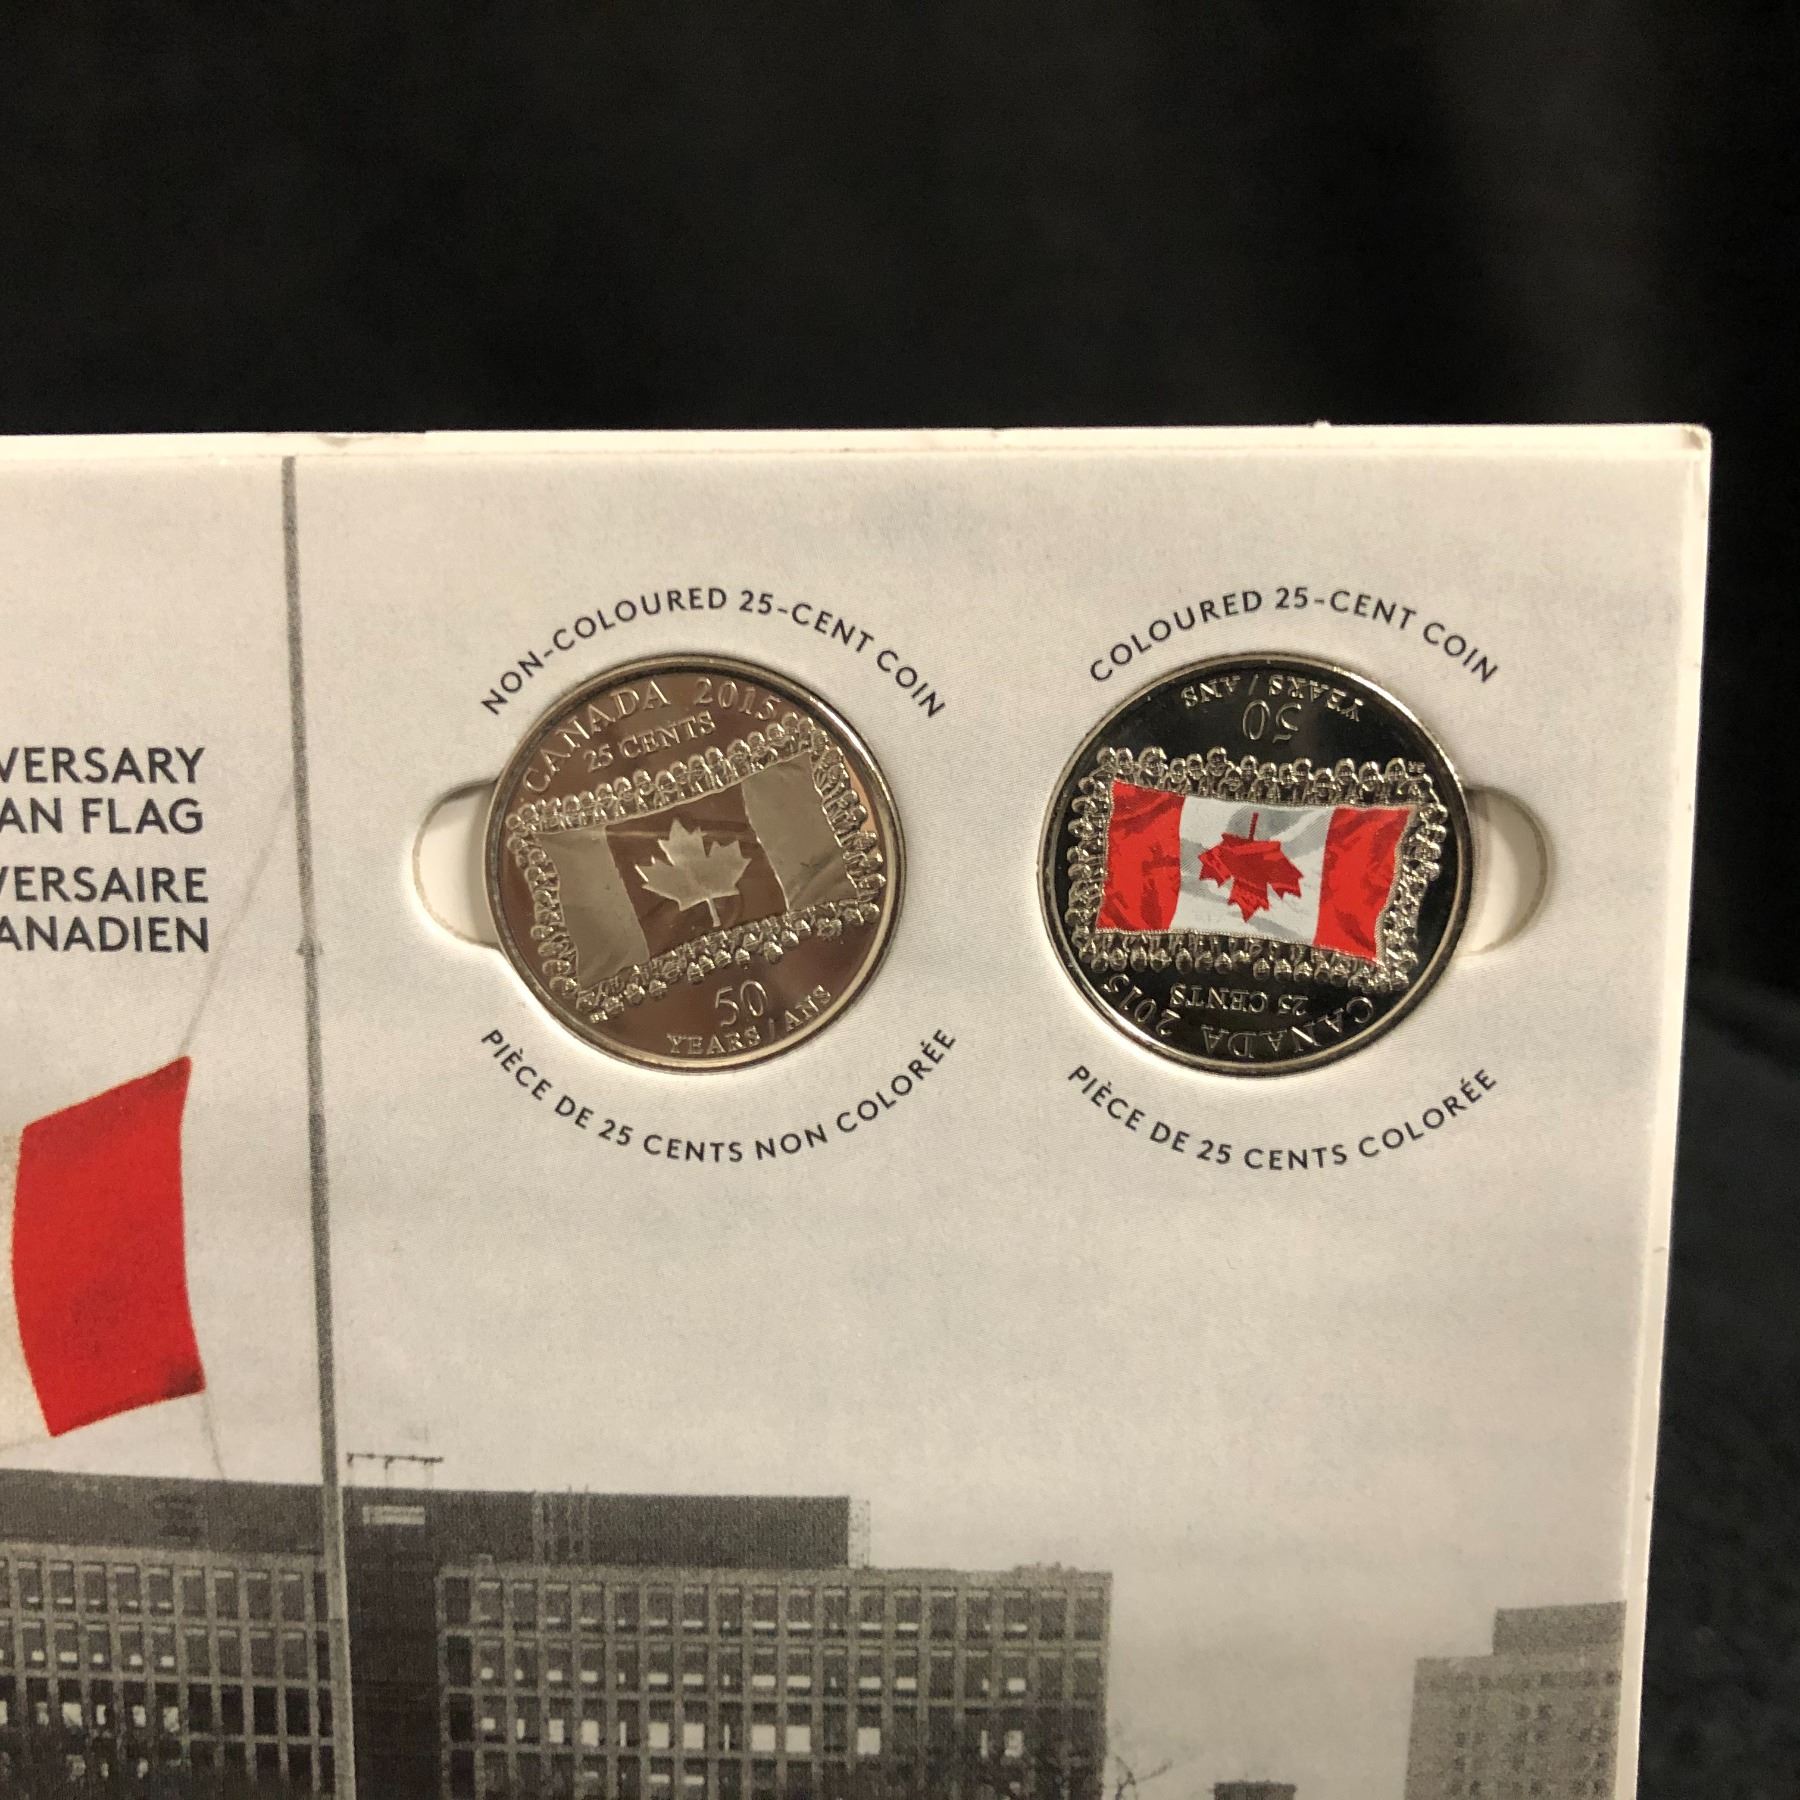 VERSARY
AN FLAG
VERSAIRE
ANADIEN
NON-COLOURED 25-CENT COIN
CANADA 2015
25 CENTS
50
YEARS / ANS
PIÈCE DE 25 CENTS NON COLORÉE
COLOURED 25-CENT COIN
CANADA 2015
25 CENTS
50
YEARS / ANS
PIÈCE DE 25 CENTS COLORÉE